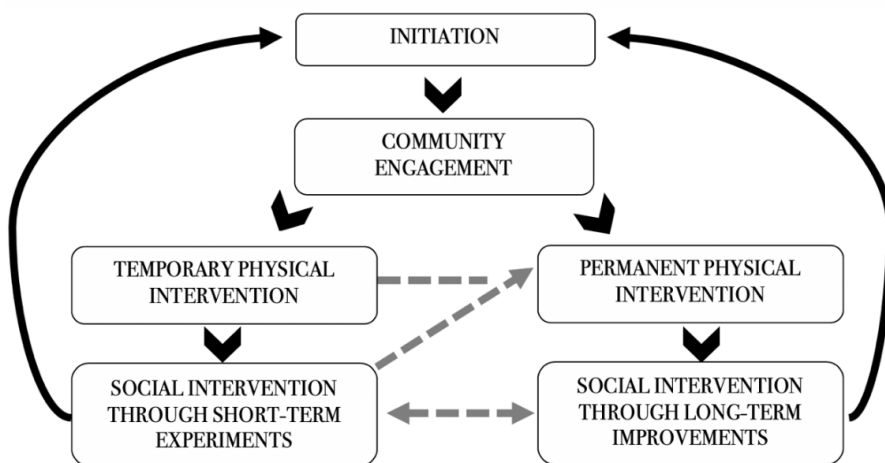 INITIATION
COMMUNITY
ENGAGEMENT
TEMPORARY PHYSICAL
INTERVENTION
PERMANENT PHYSICAL
INTERVENTION
SOCIAL INTERVENTION
THROUGH SHORT-TERM
EXPERIMENTS
SOCIAL INTERVENTION
THROUGH LONG-TERM
IMPROVEMENTS